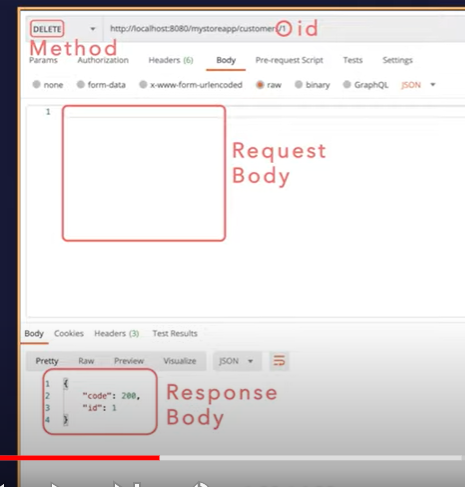 DELETE http://localhost:8080/mystoreapp/customers/1 id
Method
Params Authorization Headers (6) Body Pre-request Script Tests Settings
none form-data x-www-form-urlencoded raw binary GraphQL JSON
1
Request
Body
Body Cookies Headers (3) Test Results
Pretty Raw Preview Visualize JSON
1 {
2 "code": 200,
3 "id": 1
4 }
Response
Body